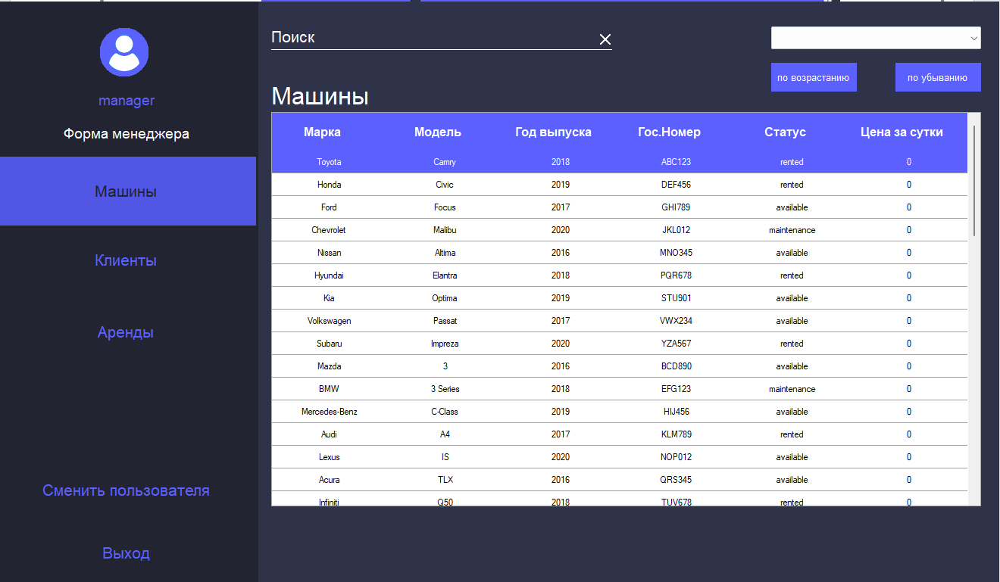 manager
Форма менеджера
Машины
Клиенты
Аренды
Сменить пользователя
Выход
Поиск
по возрастанию по убыванию
Машины
Марка Модель Год выпуска Гос.Номер Статус Цена за сутки
Toyota Camry 2018 ABC123 rented 0
Honda Civic 2019 DEF456 rented 0
Ford Focus 2017 GHI789 available 0
Chevrolet Malibu 2020 JKL012 maintenance 0
Nissan Altima 2016 MNO345 available 0
Hyundai Elantra 2018 PQR678 rented 0
Kia Optima 2019 STU901 available 0
Volkswagen Passat 2017 VWX234 available 0
Subaru Impreza 2020 YZA567 rented 0
Mazda 3 2016 BCD890 available 0
BMW 3 Series 2018 EFG123 maintenance 0
Mercedes-Benz C-Class 2019 HIJ456 available 0
Audi A4 2017 KLM789 rented 0
Lexus IS 2020 NOP012 available 0
Acura TLX 2016 QRS345 available 0
Infiniti Q50 2018 TUV678 rented 0